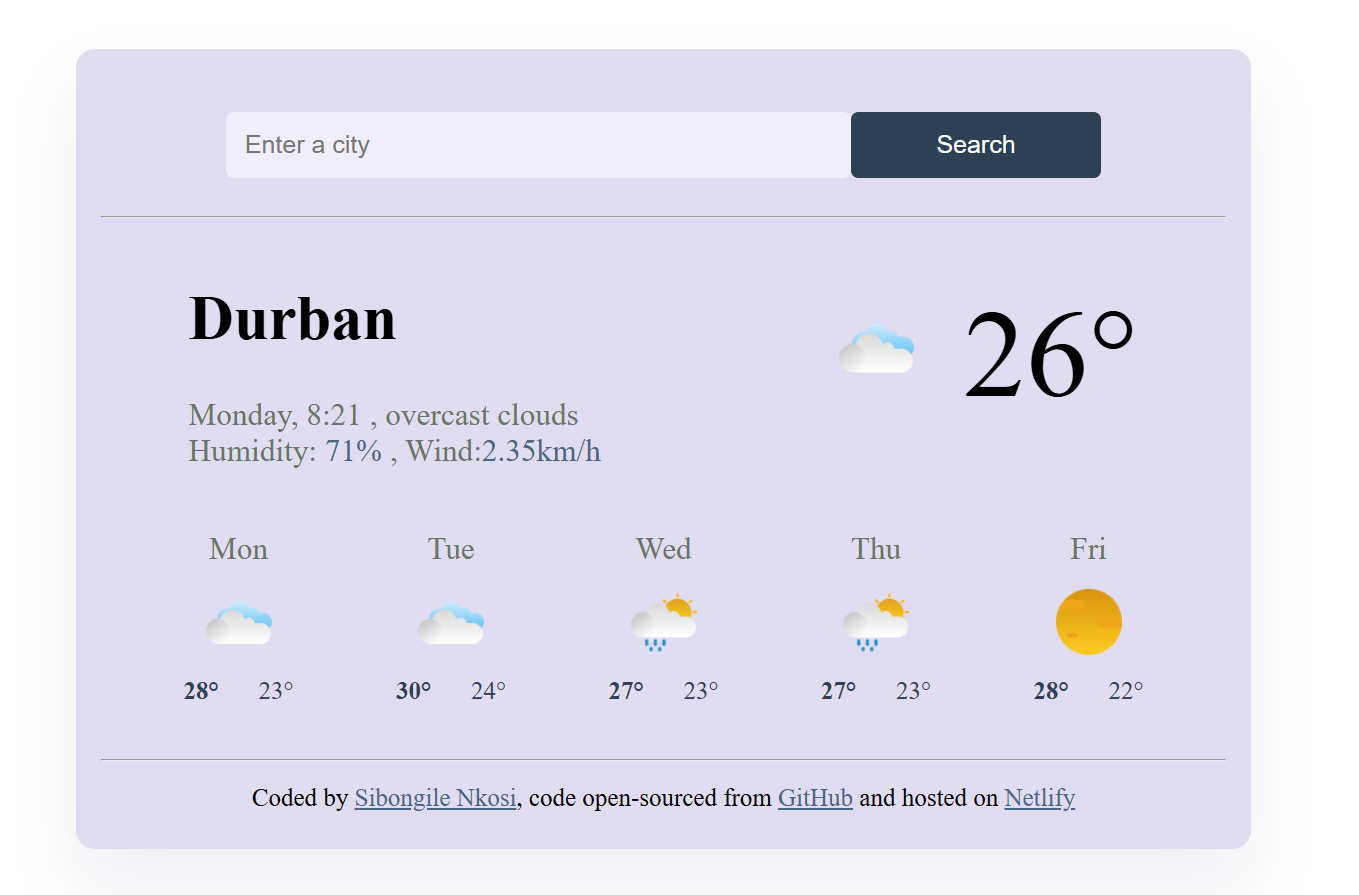 Enter a city Search
Durban 26°
Monday, 8:21 , overcast clouds
Humidity: 71% , Wind:2.35km/h
Mon Tue Wed Thu Fri
28° 23° 30° 24° 27° 23° 27° 23° 28° 22°
Coded by Sibongile Nkosi, code open-sourced from GitHub and hosted on Netlify